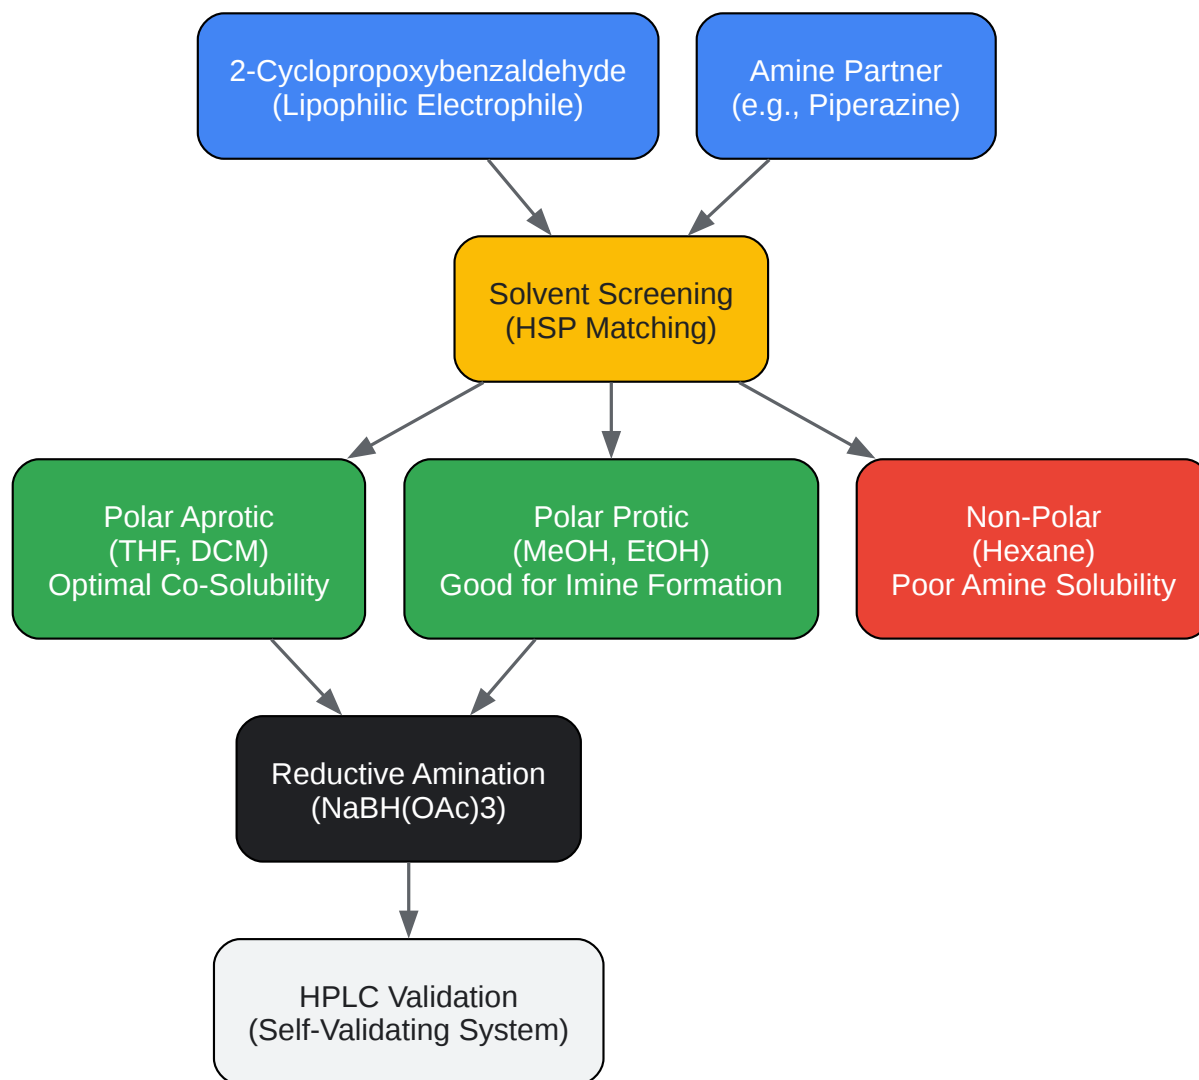 2-Cyclopropoxybenzaldehyde
(Lipophilic Electrophile)
Amine Partner
(e.g., Piperazine)
Solvent Screening
(HSP Matching)
Polar Aprotic
(THF, DCM)
Optimal Co-Solubility
Polar Protic
(MeOH, EtOH)
Good for Imine Formation
Non-Polar
(Hexane)
Poor Amine Solubility
Reductive Amination
(NaBH(OAc)3)
HPLC Validation
(Self-Validating System)